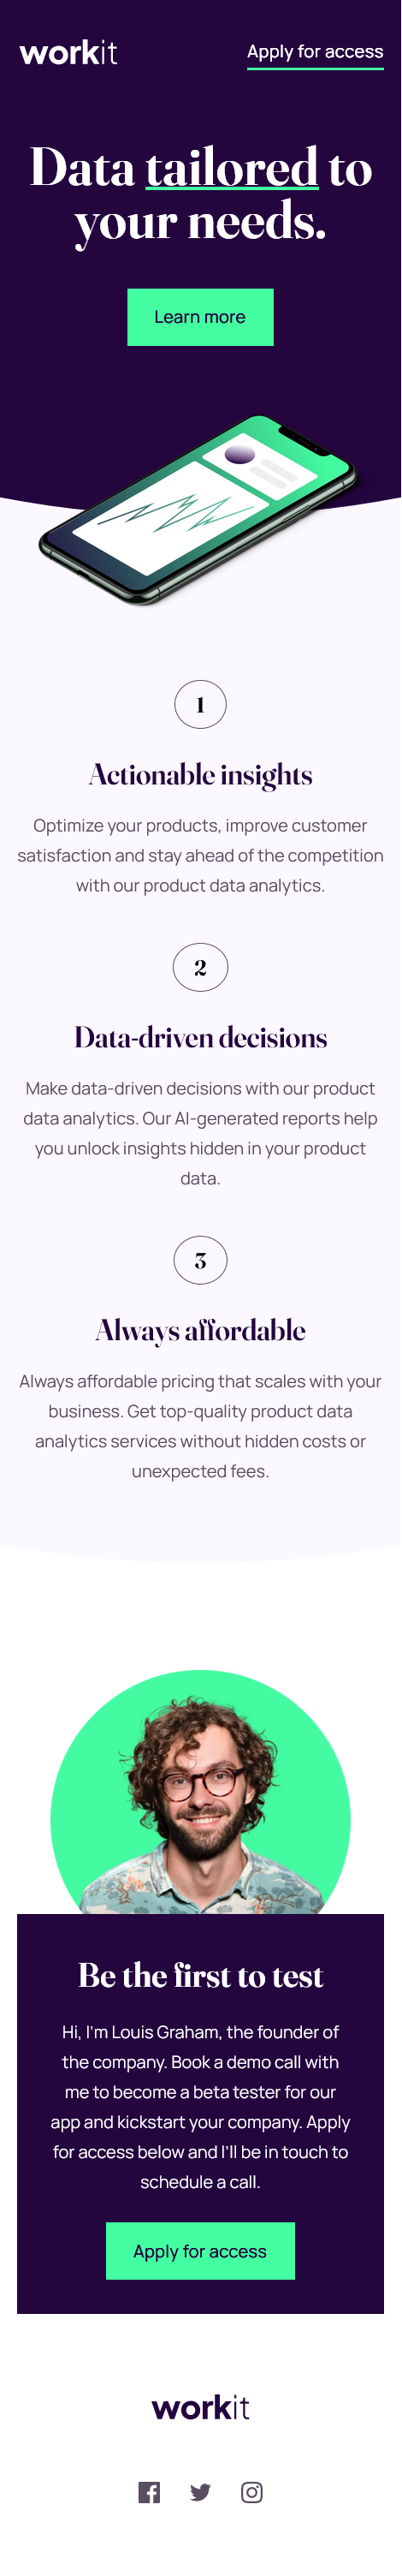 workit
Apply for access
Data tailored to
your needs.
Learn more
1
Actionable insights
Optimize your products, improve customer
satisfaction and stay ahead of the competition
with our product data analytics.
2
Data-driven decisions
Make data-driven decisions with our product
data analytics. Our AI-generated reports help
you unlock insights hidden in your product
data.
3
Always affordable
Always affordable pricing that scales with your
business. Get top-quality product data
analytics services without hidden costs or
unexpected fees.
Be the first to test
Hi, I'm Louis Graham, the founder of
the company. Book a demo call with
me to become a beta tester for our
app and kickstart your company. Apply
for access below and I'll be in touch to
schedule a call.
Apply for access
workit